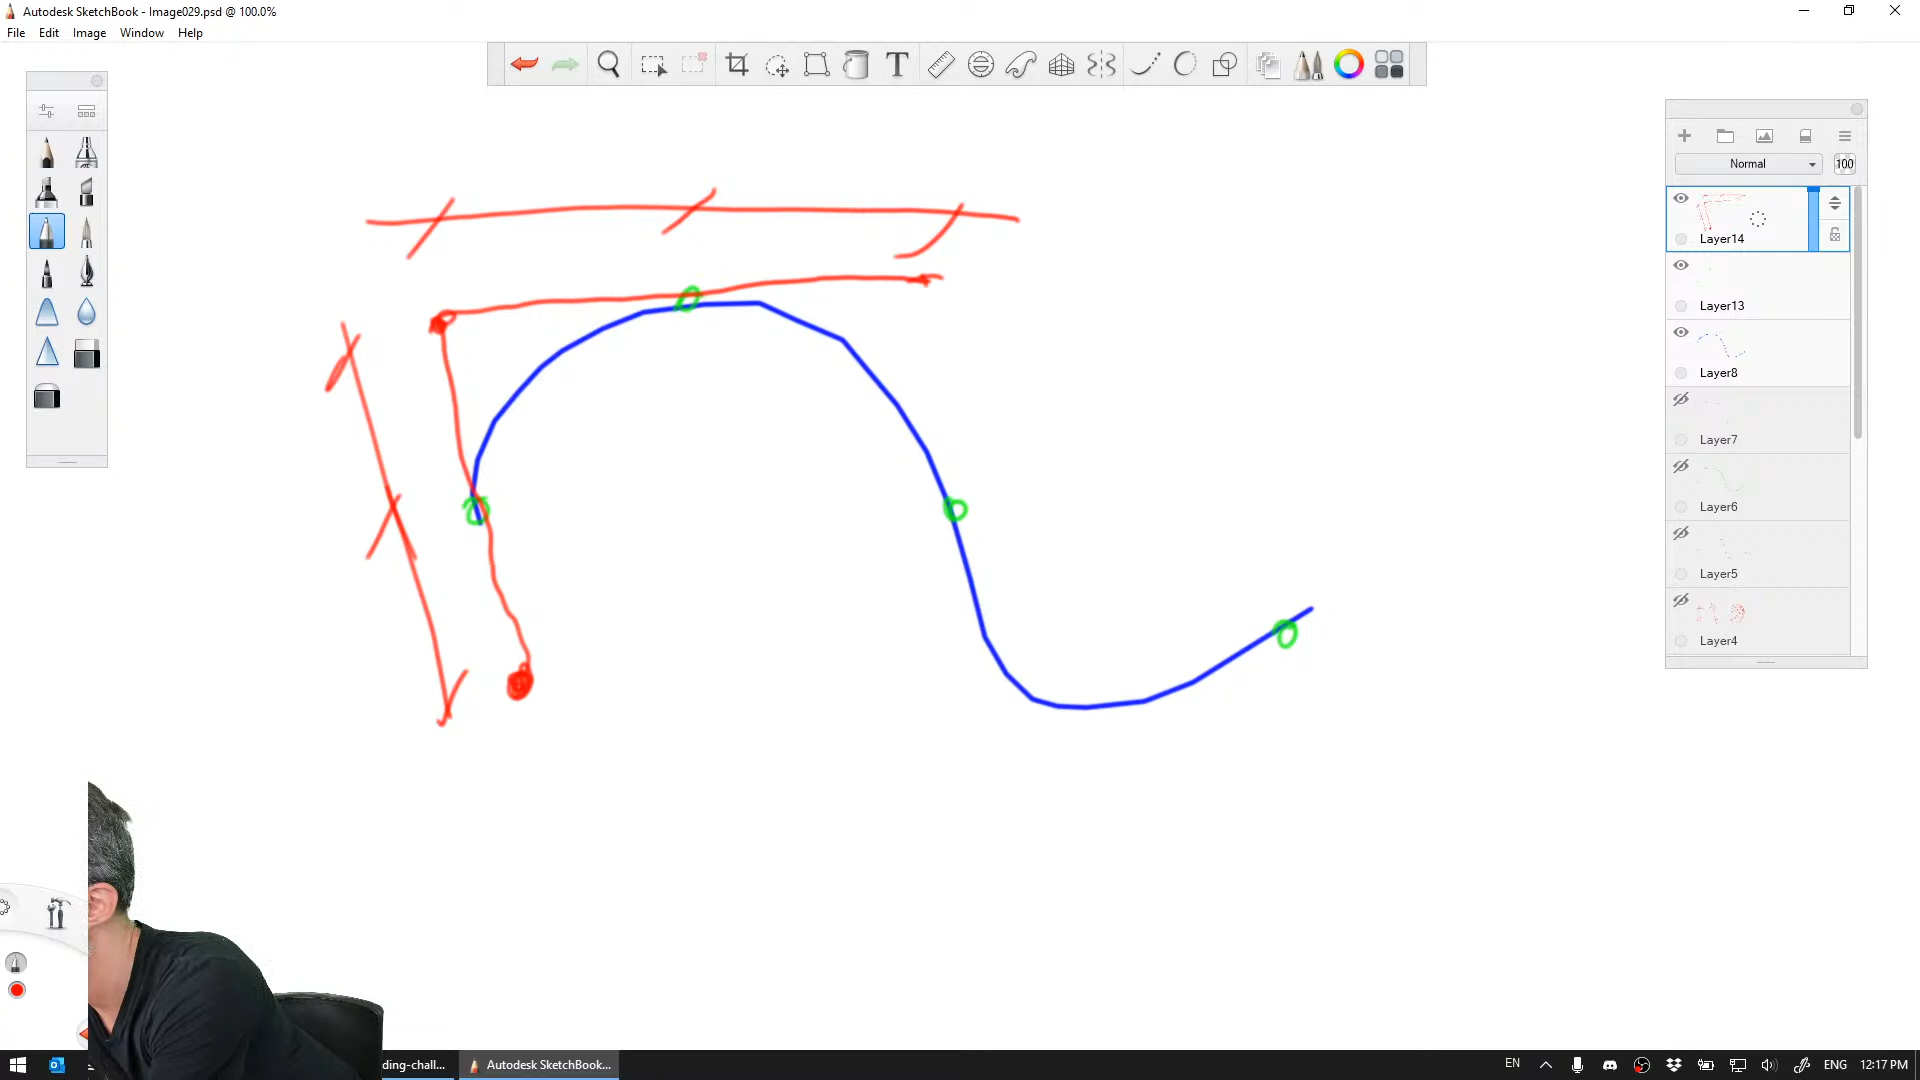 Autodesk SketchBook - Image029.psd @ 100.0%
File Edit Image Window Help
T
Normal 100
Layer14
Layer13
Layer8
Layer7
Layer6
Layer5
Layer4
ding-chall... Autodesk SketchBook... EN ENG 12:17 PM